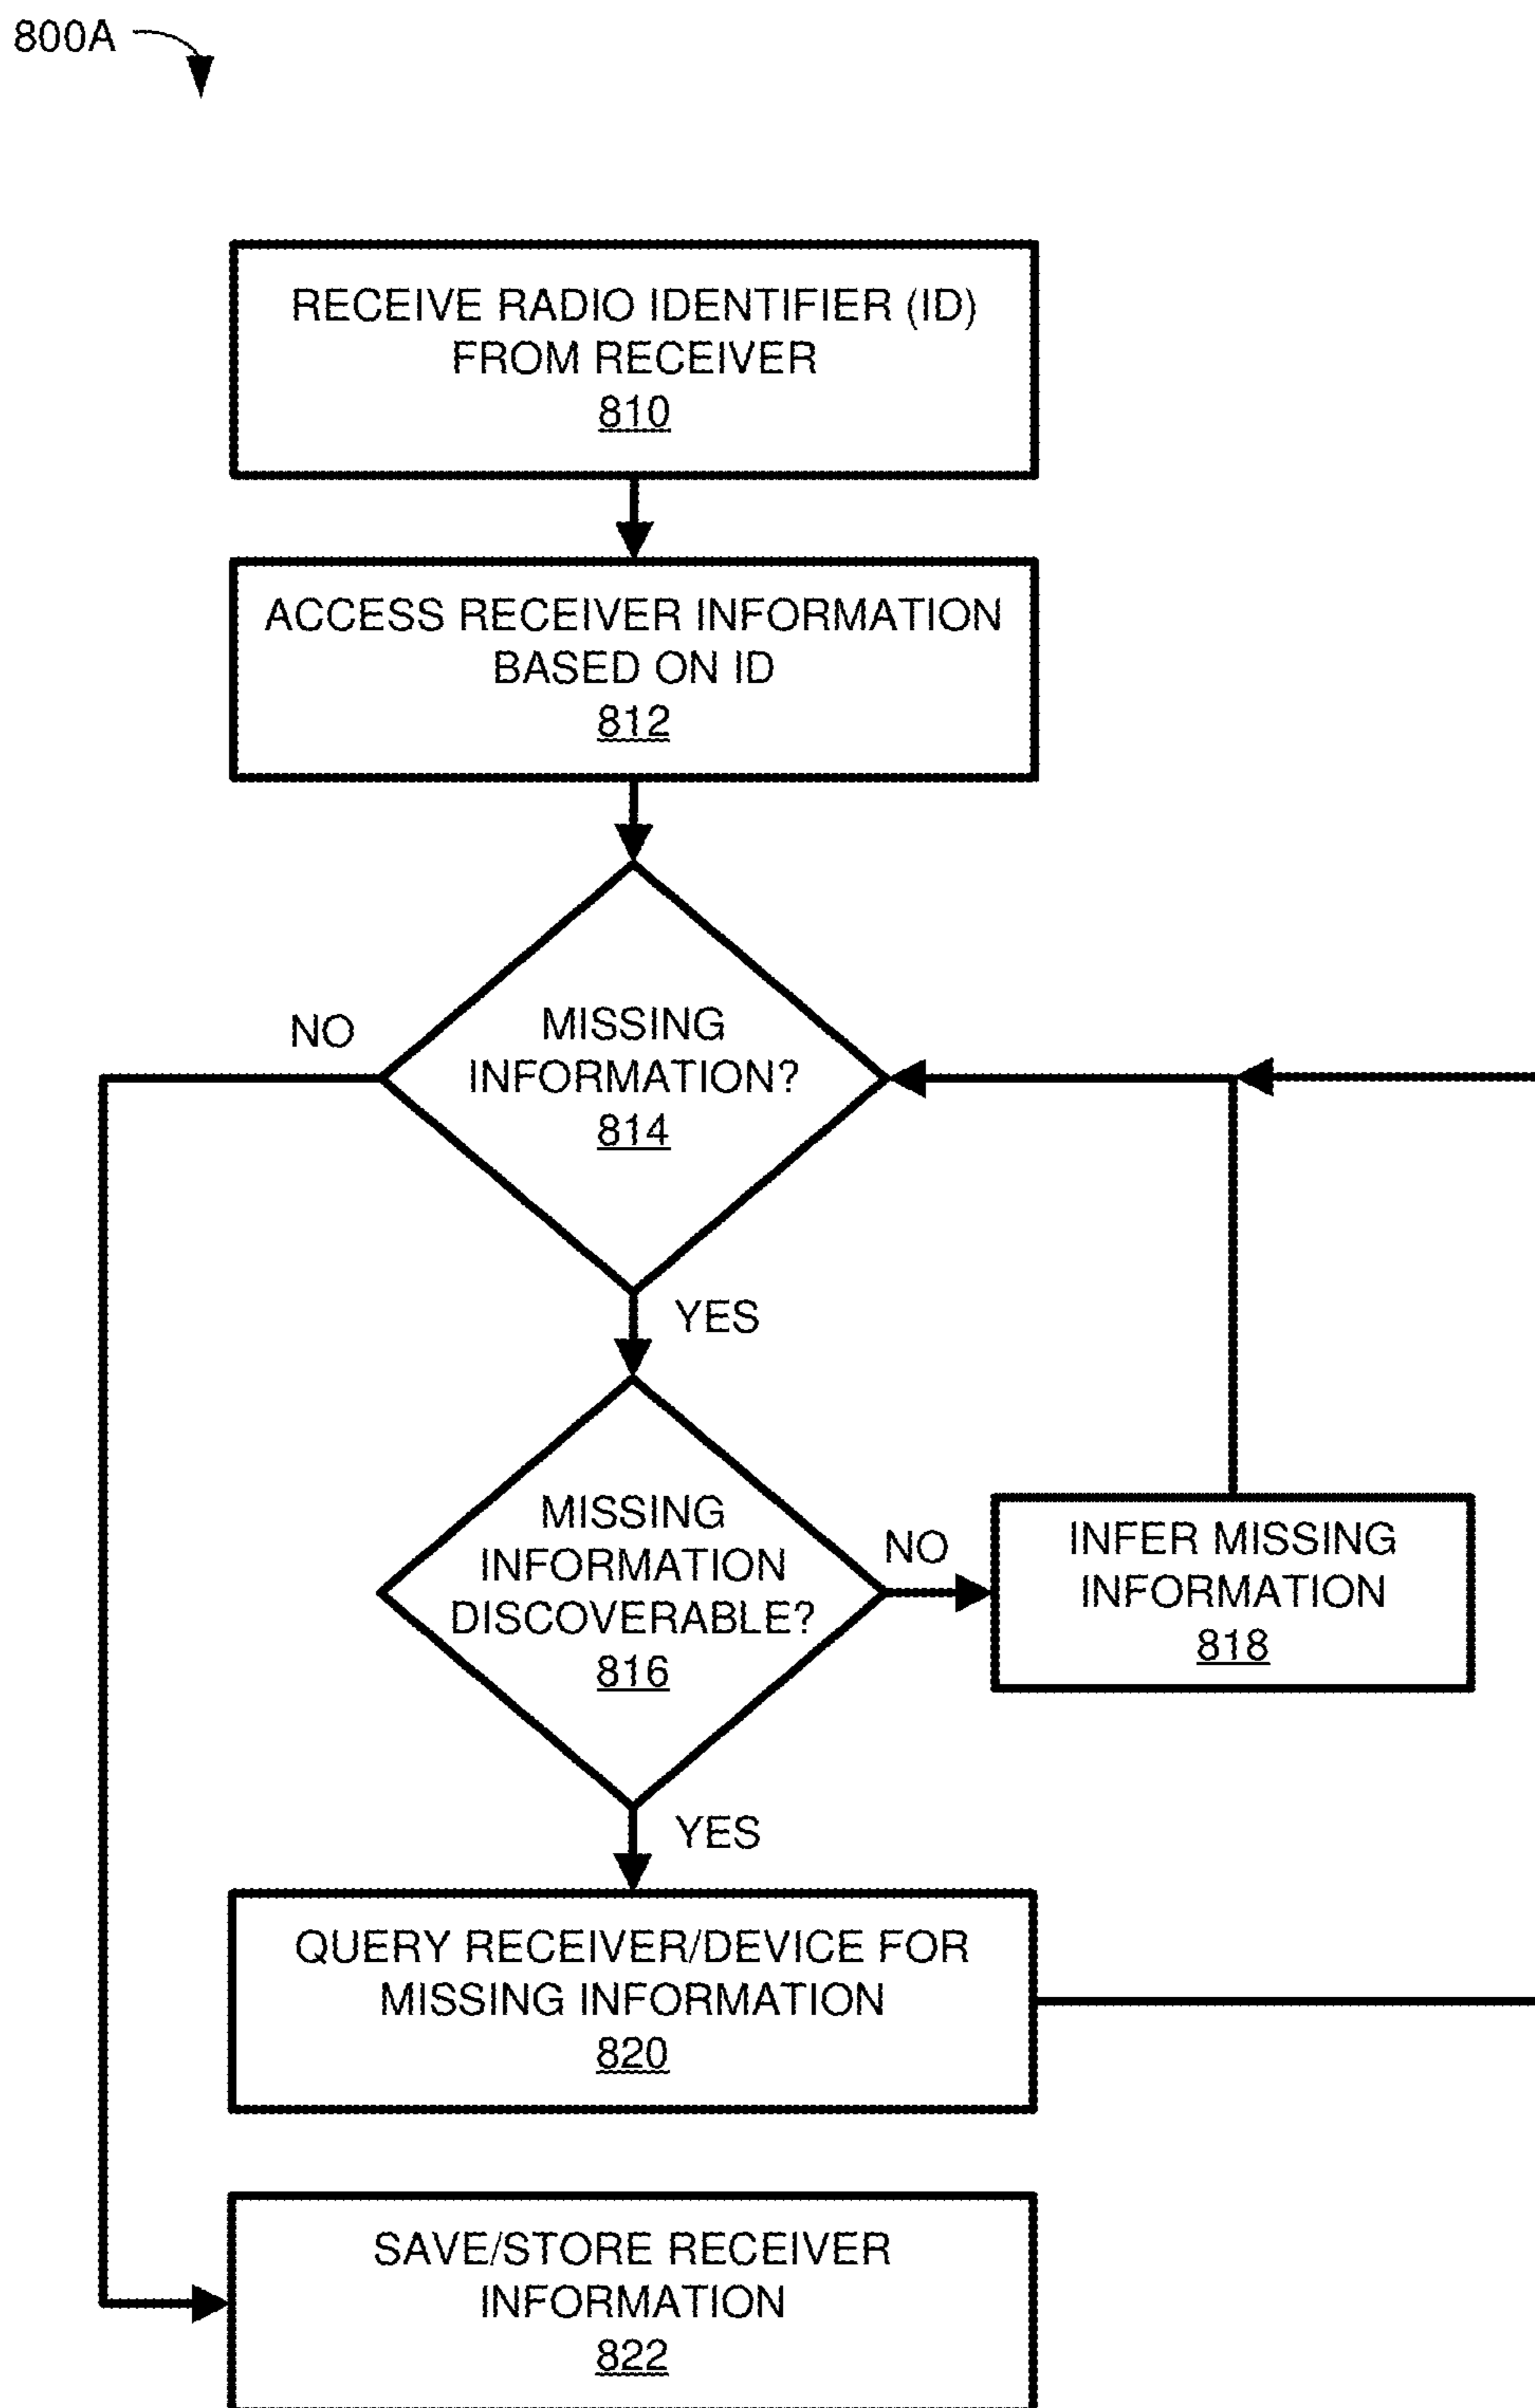 800A
RECEIVE RADIO IDENTIFIER (ID)
FROM RECEIVER
810
ACCESS RECEIVER INFORMATION
BASED ON ID
812
NO
MISSING
INFORMATION?
814
YES
MISSING
INFORMATION
DISCOVERABLE?
816
NO
INFER MISSING
INFORMATION
818
YES
QUERY RECEIVER/DEVICE FOR
MISSING INFORMATION
820
SAVE/STORE RECEIVER
INFORMATION
822